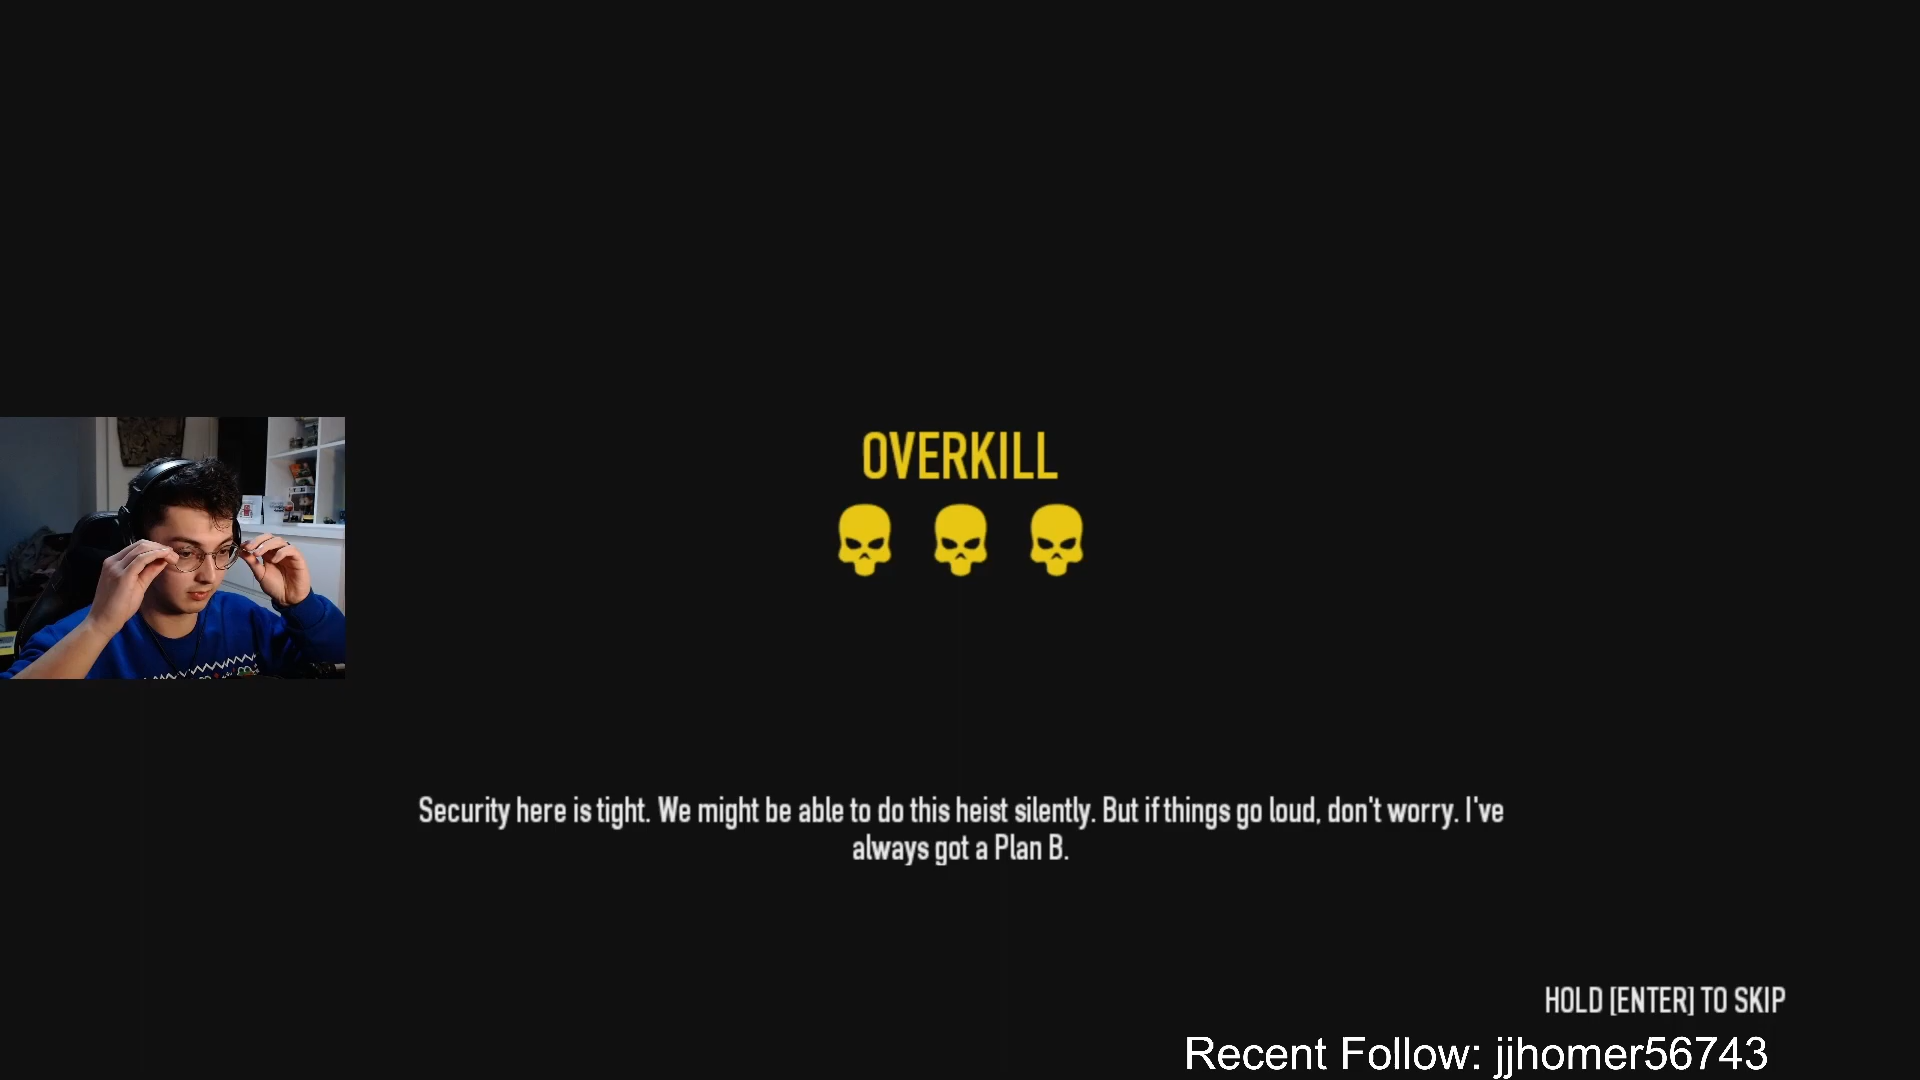 OVERKILL
Security here is tight. We might be able to do this heist silently. But if things go loud, don't worry. I've
always got a Plan B.
HOLD [ENTER] TO SKIP
Recent Follow: jjhomer56743